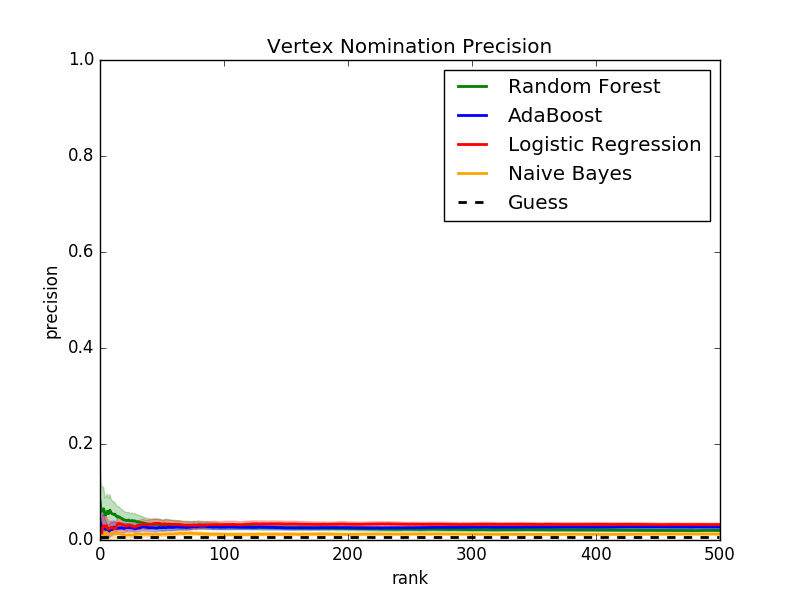 Vertex Nomination Precision
1.0
0.8
0.6
0.4
0.2
0.0
precision
Random Forest
AdaBoost
Logistic Regression
Naive Bayes
Guess
0 100 200 300 400 500
rank